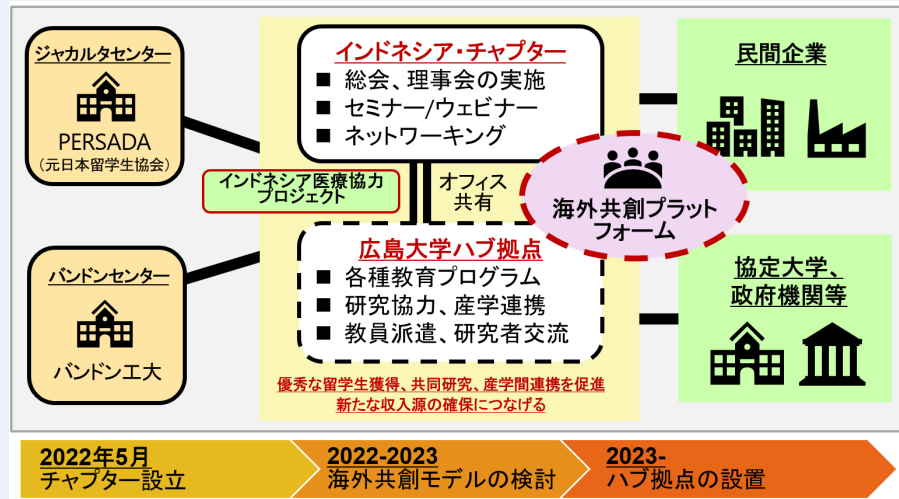 ジャカルタセンター
PERSADA
(元日本留学生協会)
バンドンセンター
バンドン工大
インドネシア・チャプター
■ 総会、理事会の実施
■ セミナー/ウェビナー
■ ネットワーキング
インドネシア医療協力
プロジェクト
オフィス
共有
広島大学ハブ拠点
■ 各種教育プログラム
■ 研究協力、産学連携
■ 教員派遣、研究者交流
優秀な留学生獲得、共同研究、産学間連携を促進
新たな収入源の確保につなげる
海外共創プラット
フォーム
民間企業
協定大学、
政府機関等
2022年5月
チャプター設立
2022-2023
海外共創モデルの検討
2023-
ハブ拠点の設置